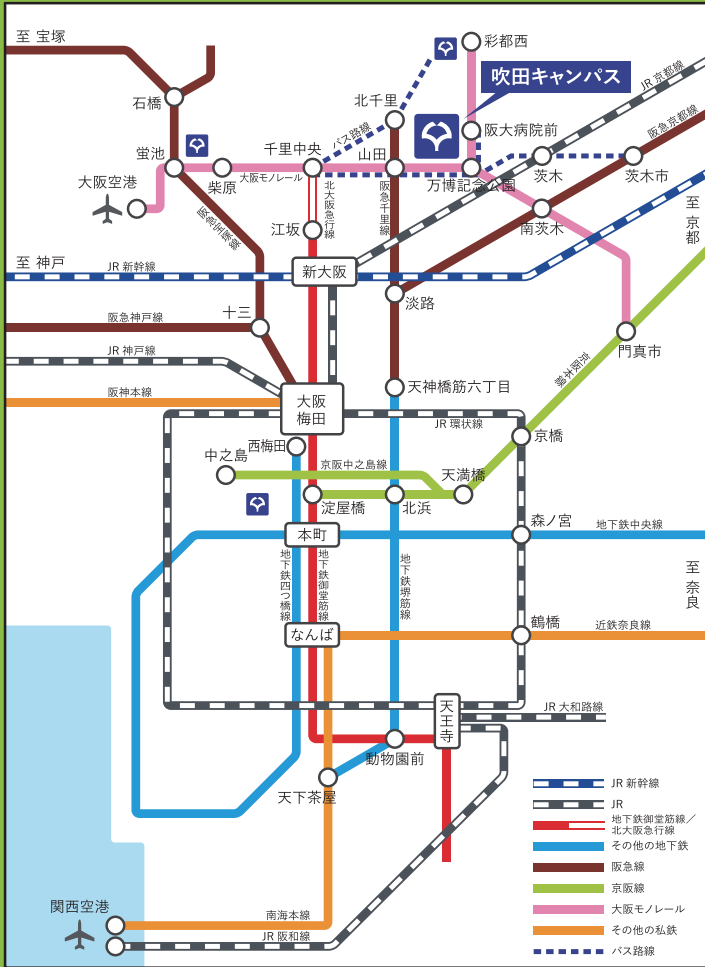 至 宝塚
石橋
蛍池
大阪空港
柴原
大阪モノレール
千里中央
バス路線
北千里
山田
彩都西
吹田キャンパス
阪大病院前
万博記念公園
JR 京都線
阪急京都線
茨木
茨木市
南茨木
至 京都
阪急宝塚線
北大阪急行線
阪急千里線
江坂
至 神戸
JR 新幹線
新大阪
淡路
門真市
阪急神戸線
十三
JR 神戸線
阪神本線
大阪
梅田
天神橋筋六丁目
京阪本線
JR 環状線
西梅田
中之島
京阪中之島線
天満橋
京橋
淀屋橋
北浜
本町
森ノ宮
地下鉄中央線
地下鉄四つ橋線
地下鉄御堂筋線
地下鉄堺筋線
至 奈良
なんば
鶴橋
近鉄奈良線
天王寺
JR 大和路線
動物園前
天下茶屋
関西空港
南海本線
JR 阪和線
JR 新幹線
JR
地下鉄御堂筋線／
北大阪急行線
その他の地下鉄
阪急線
京阪線
大阪モノレール
その他の私鉄
バス路線